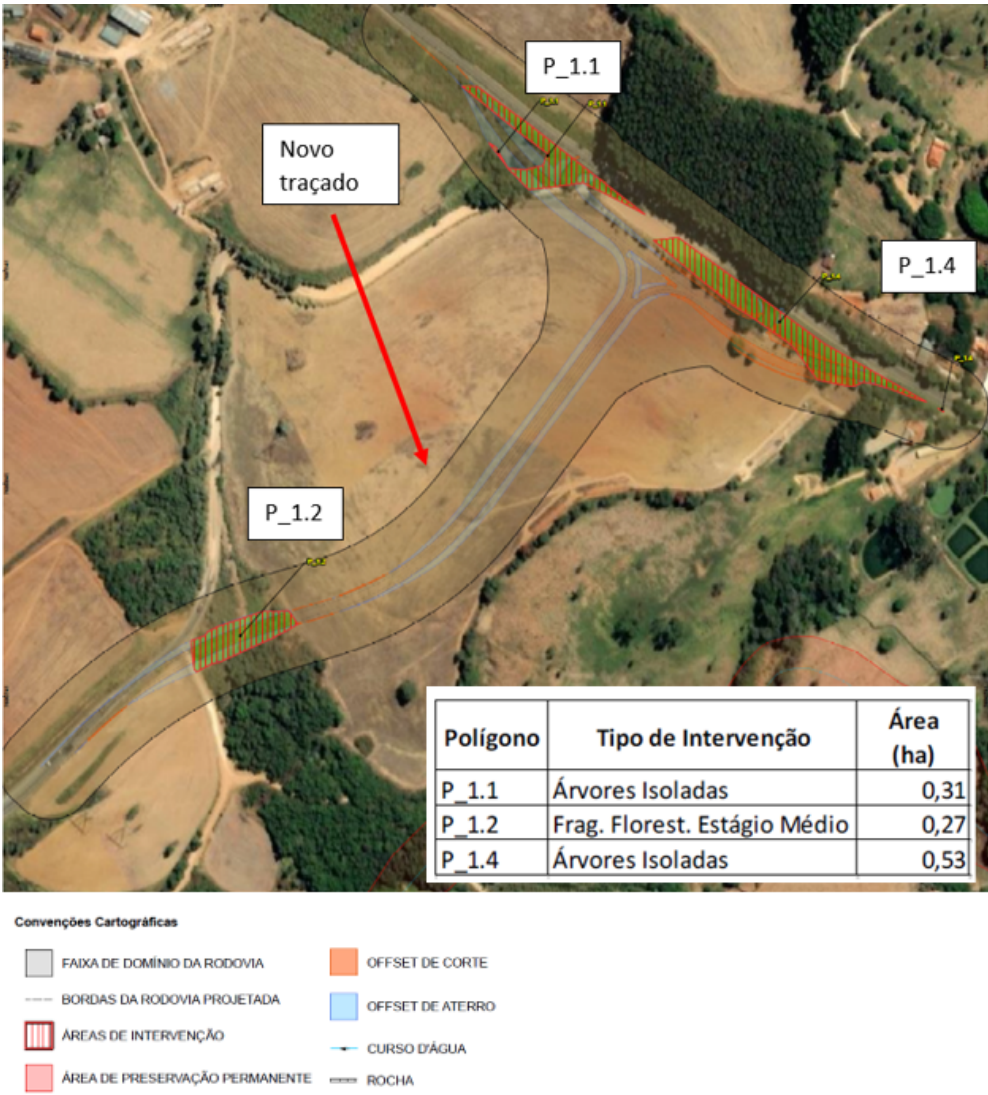 P_1.1
Novo
traçado
P_1.4
P_1.2
Polígono Tipo de Intervenção Área (ha)
P_1.1 Árvores Isoladas 0,31
P_1.2 Frag. Florest. Estágio Médio 0,27
P_1.4 Árvores Isoladas 0,53
Convenções Cartográficas
FAIXA DE DOMÍNIO DA RODOVIA
BORDAS DA RODOVIA PROJETADA
ÁREAS DE INTERVENÇÃO
ÁREA DE PRESERVAÇÃO PERMANENTE
OFFSET DE CORTE
OFFSET DE ATERRO
CURSO D'ÁGUA
ROCHA